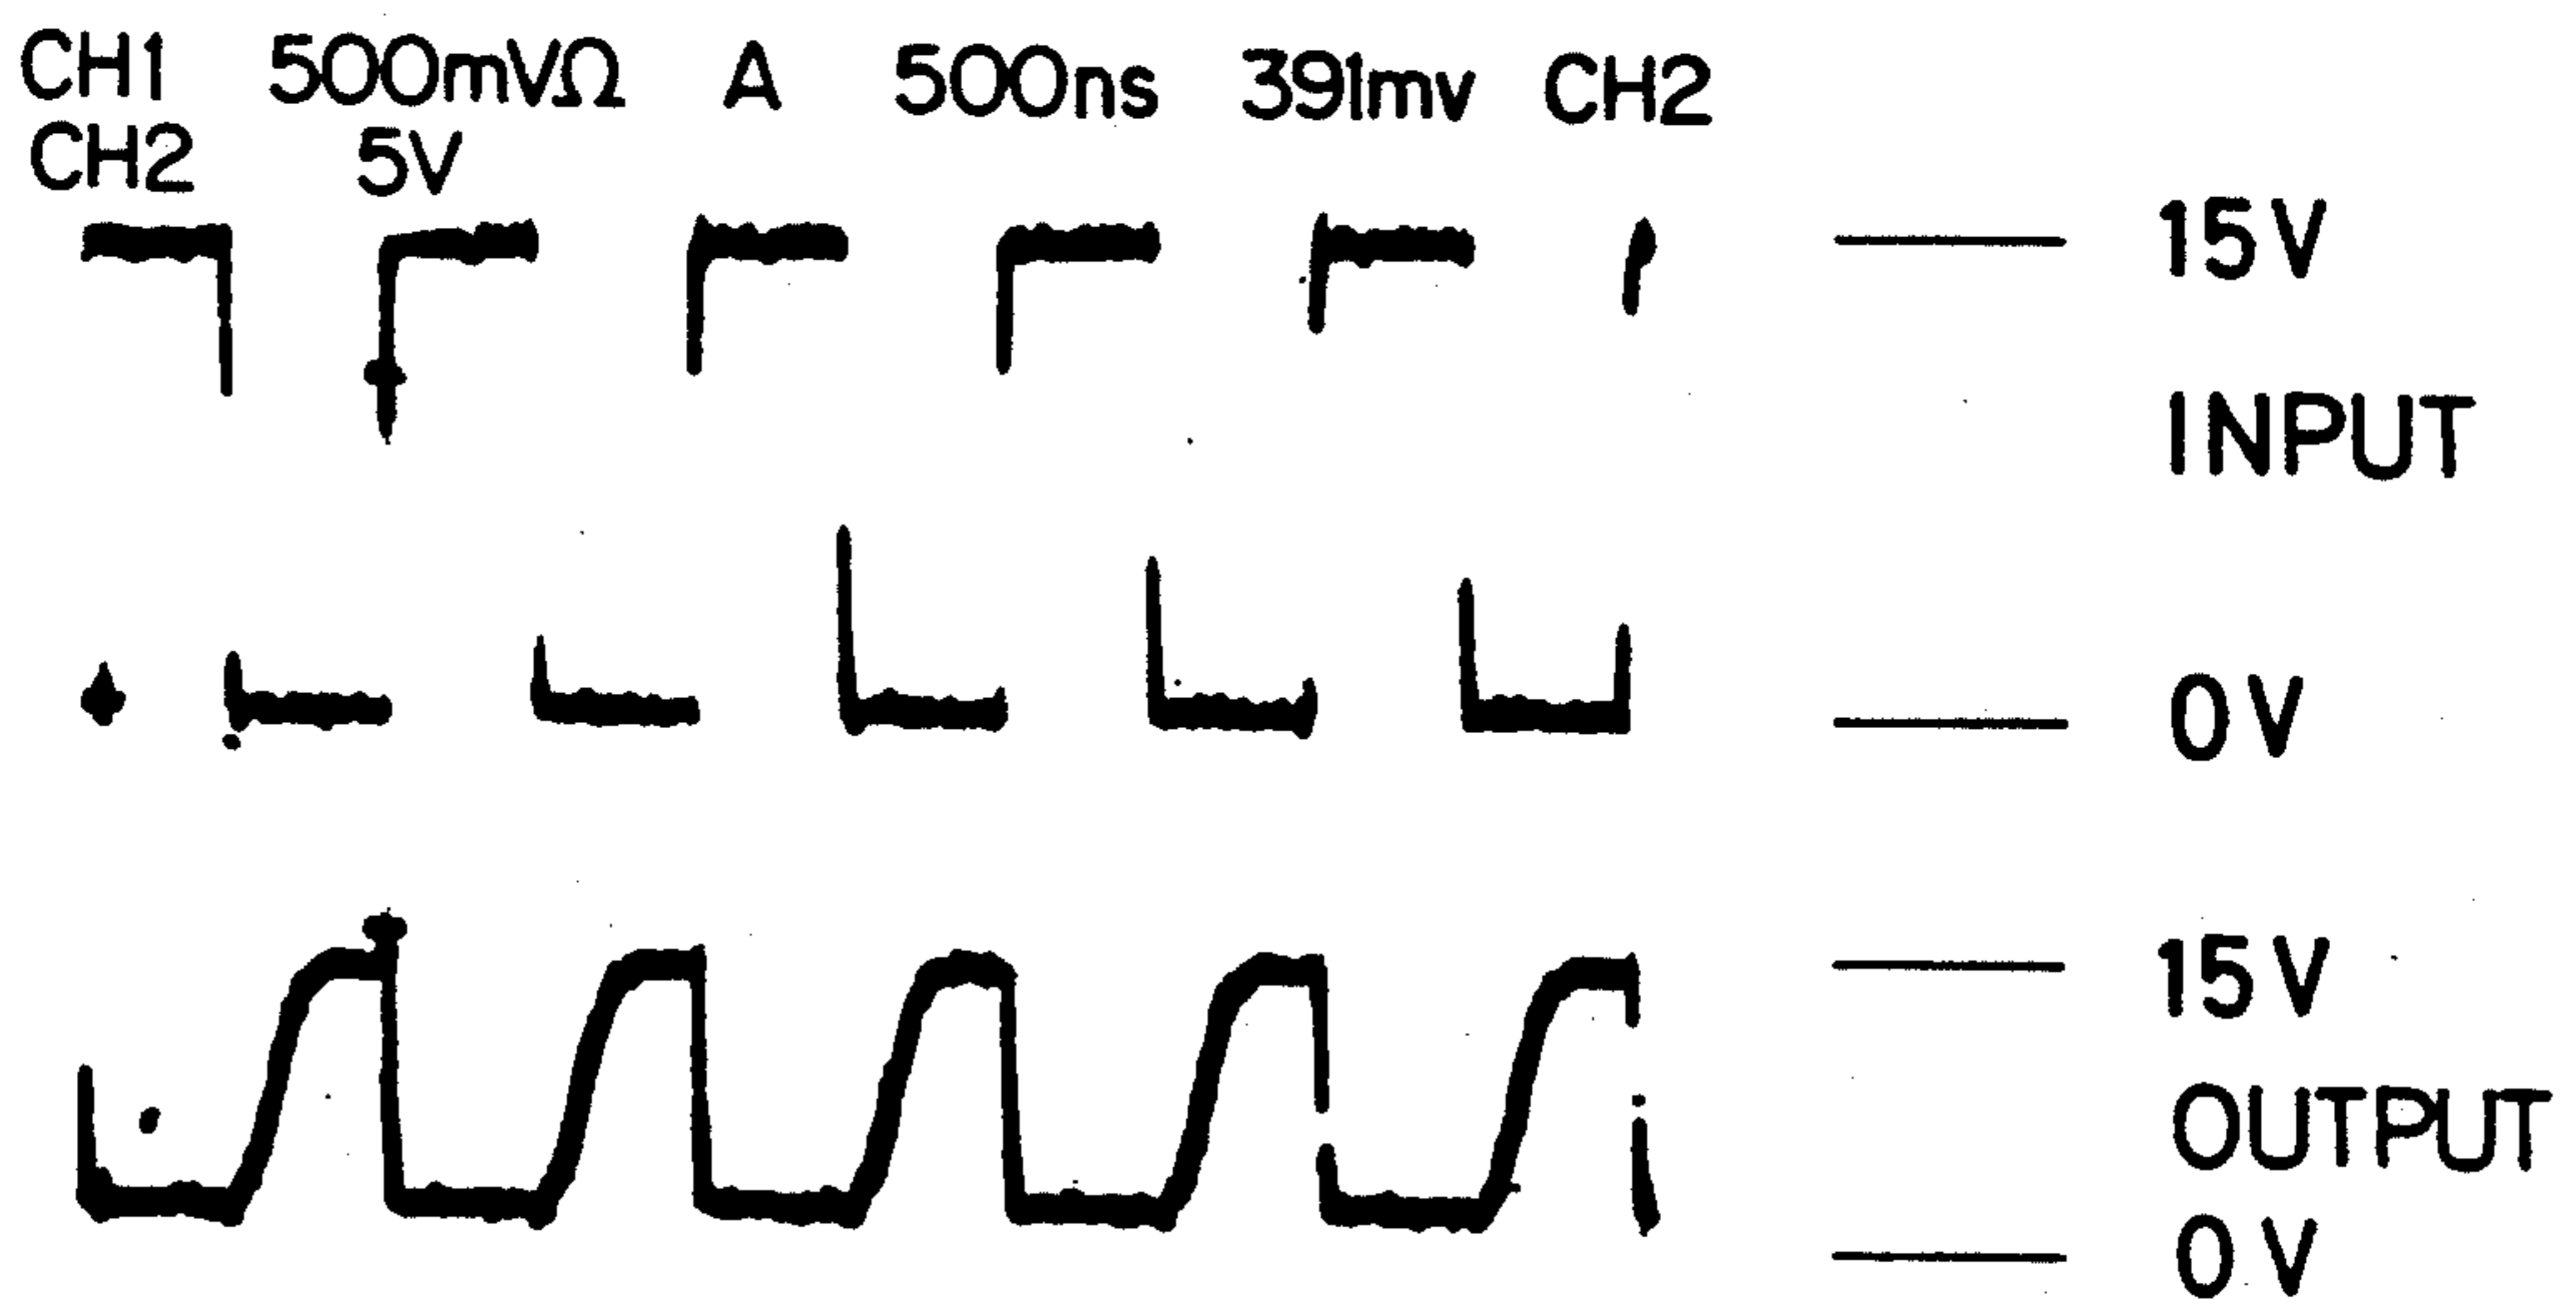 CH1 500mVΩ A 500ns 391mv CH2
CH2 5V
15V
INPUT
0V
15V
OUTPUT
0V